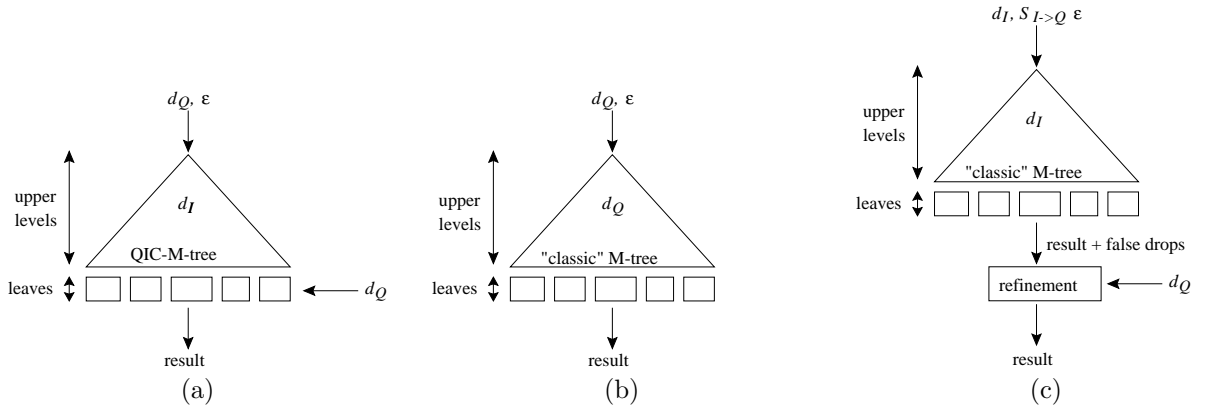 d_Q, ε
upper
levels
d_I
QIC-M-tree
leaves
d_Q
result
(a)
d_Q, ε
upper
levels
d_Q
"classic" M-tree
leaves
result
(b)
d_I, S_{I->Q} ε
upper
levels
d_I
"classic" M-tree
leaves
result + false drops
refinement
d_Q
result
(c)